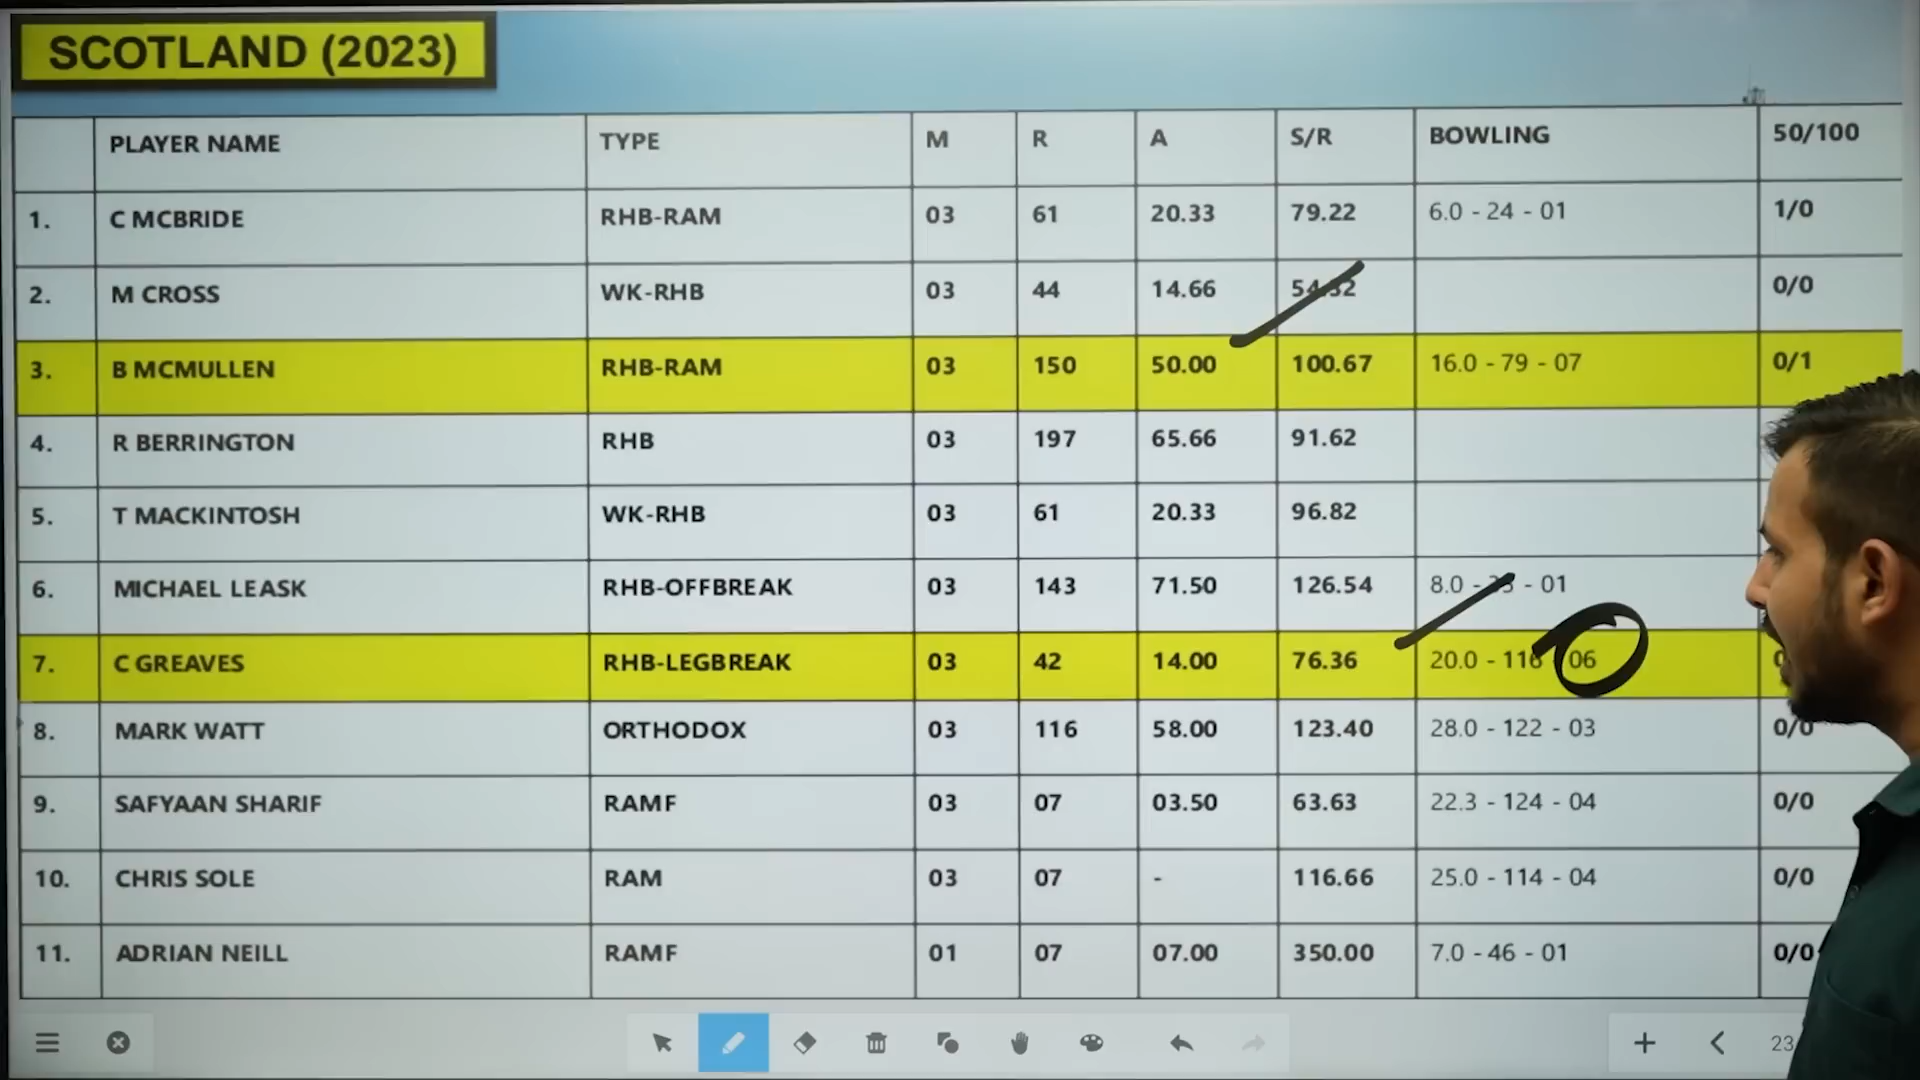 SCOTLAND (2023)
PLAYER NAME TYPE M R A S/R BOWLING 50/100
1. C MCBRIDE RHB-RAM 03 61 20.33 79.22 6.0 - 24 - 01 1/0
2. M CROSS WK-RHB 03 44 14.66 54.32 0/0
3. B MCMULLEN RHB-RAM 03 150 50.00 100.67 16.0 - 79 - 07 0/1
4. R BERRINGTON RHB 03 197 65.66 91.62
5. T MACKINTOSH WK-RHB 03 61 20.33 96.82
6. MICHAEL LEASK RHB-OFFBREAK 03 143 71.50 126.54 8.0 - - 01
7. C GREAVES RHB-LEGBREAK 03 42 14.00 76.36 20.0 - 116 - 06
8. MARK WATT ORTHODOX 03 116 58.00 123.40 28.0 - 122 - 03 0/0
9. SAFYAAN SHARIF RAMF 03 07 03.50 63.63 22.3 - 124 - 04 0/0
10. CHRIS SOLE RAM 03 07 - 116.66 25.0 - 114 - 04 0/0
11. ADRIAN NEILL RAMF 01 07 07.00 350.00 7.0 - 46 - 01 0/0
23